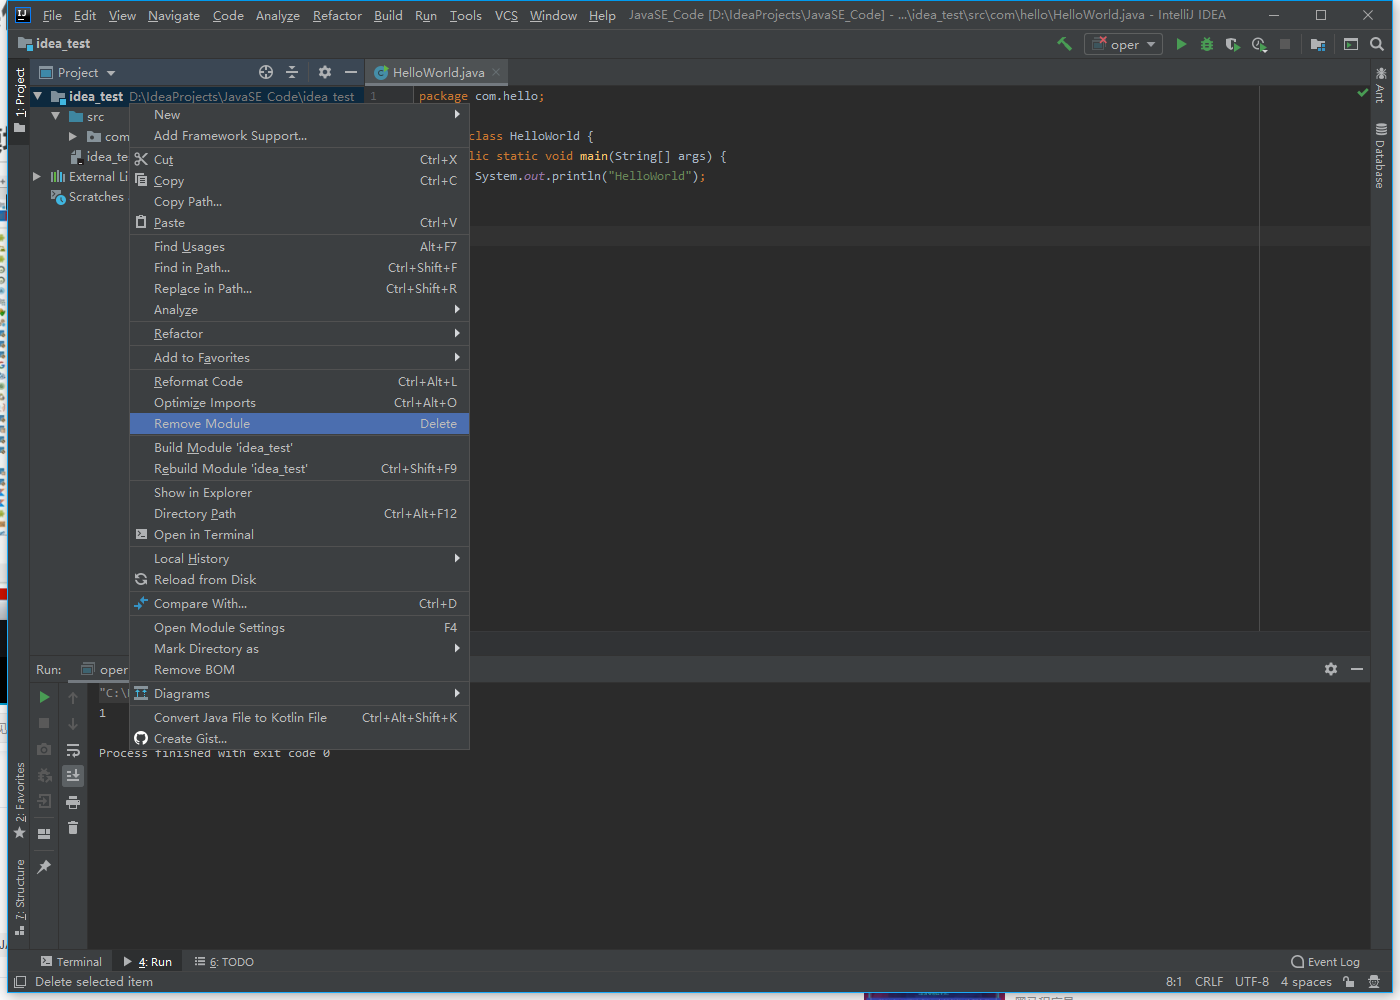 File Edit View Navigate Code Analyze Refactor Build Run Tools VCS Window Help JavaSE_Code [D:\IdeaProjects\JavaSE_Code] - ...\idea_test\src\com\hello\HelloWorld.java - IntelliJ IDEA
idea_test
oper
1: Project
Project
HelloWorld.java
Ant
Database
idea_test D:\IdeaProjects\JavaSE_Code\idea_test
src
com
idea_te
External Li
Scratches
1 package com.hello;
class HelloWorld {
lic static void main(String[] args) {
System.out.println("HelloWorld");
New
Add Framework Support...
Cut Ctrl+X
Copy Ctrl+C
Copy Path...
Paste Ctrl+V
Find Usages Alt+F7
Find in Path... Ctrl+Shift+F
Replace in Path... Ctrl+Shift+R
Analyze
Refactor
Add to Favorites
Reformat Code Ctrl+Alt+L
Optimize Imports Ctrl+Alt+O
Remove Module Delete
Build Module 'idea_test'
Rebuild Module 'idea_test' Ctrl+Shift+F9
Show in Explorer
Directory Path Ctrl+Alt+F12
Open in Terminal
Local History
Reload from Disk
Compare With... Ctrl+D
Open Module Settings F4
Mark Directory as
Remove BOM
Diagrams
Convert Java File to Kotlin File Ctrl+Alt+Shift+K
Create Gist...
Run: oper
"C:\
1
Process finished with exit code 0
2: Favorites
7: Structure
Terminal 4: Run 6: TODO Event Log
Delete selected item 8:1 CRLF UTF-8 4 spaces